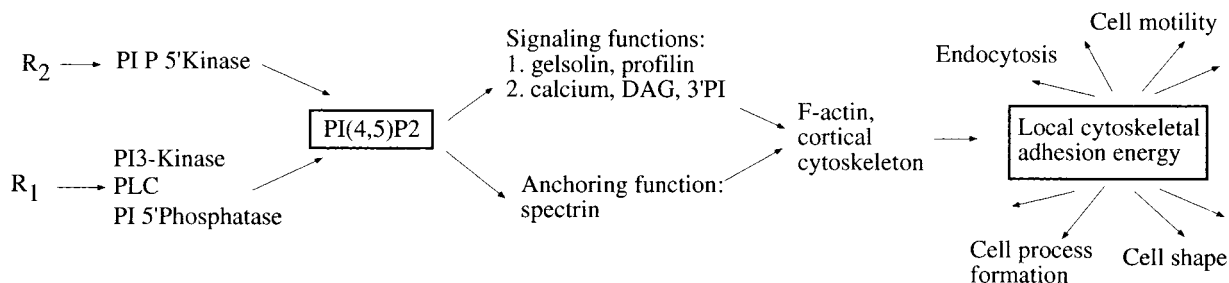 R2
PI P 5'Kinase
R1
PI3-Kinase
PLC
PI 5'Phosphatase
PI(4,5)P2
Signaling functions:
1. gelsolin, profilin
2. calcium, DAG, 3'PI
Anchoring function:
spectrin
F-actin,
cortical
cytoskeleton
Cell motility
Endocytosis
Local cytoskeletal
adhesion energy
Cell process
formation
Cell shape